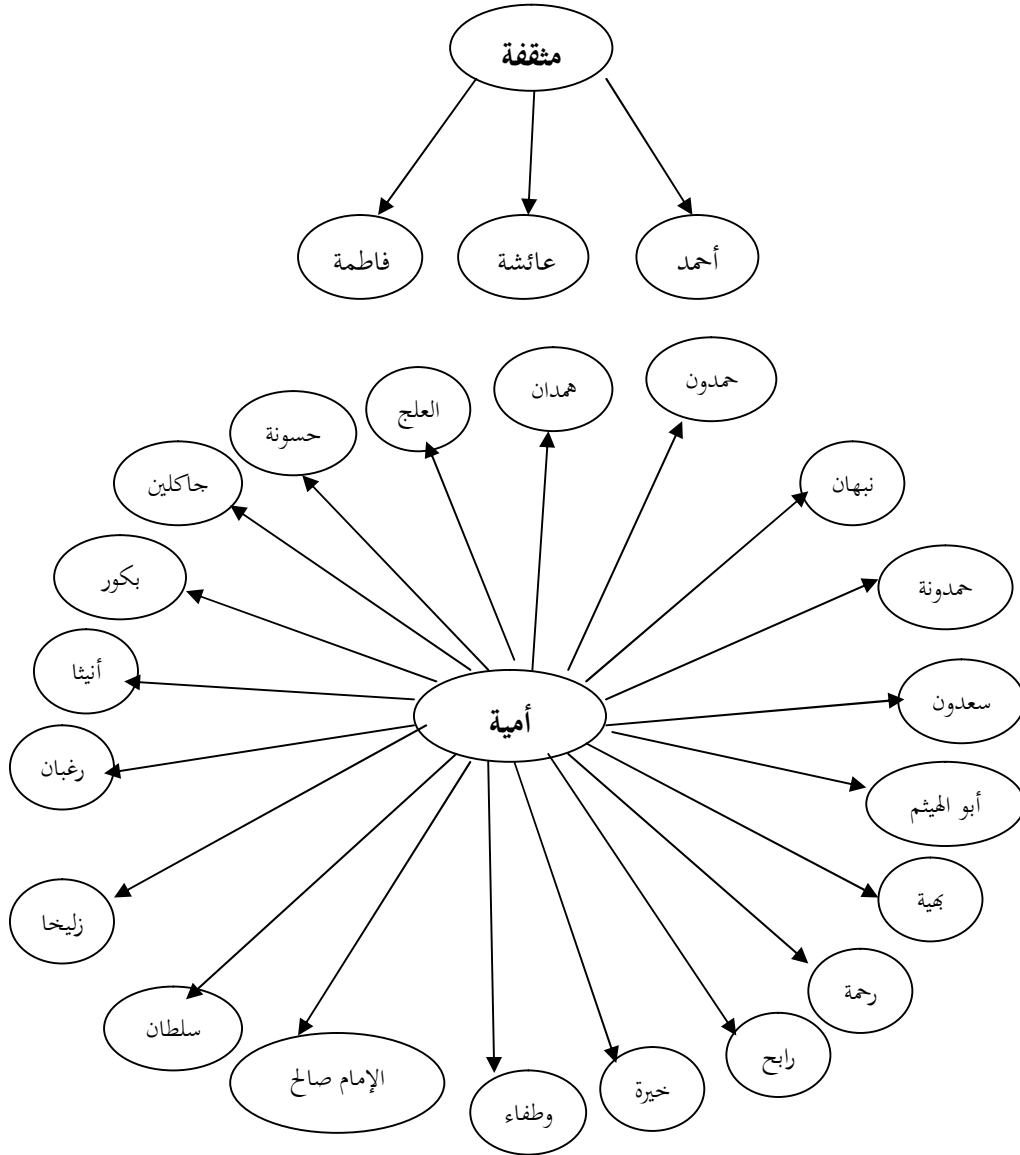 مثقفة
أحمد
عائشة
فاطمة
حمدون
همدان
العلج
حسونة
نبهان
جاكلين
حمدونة
بكور
أنيثا
سعدون
أمية
رغبان
أبو الهيثم
بهية
زليخا
رحمة
سلطان
رابح
الإمام صالح
خيرة
وطفاء